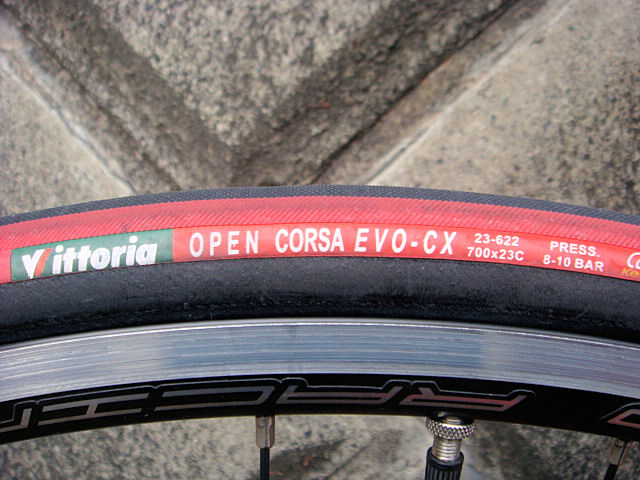 Vittoria OPEN CORSA EVO-CX
23-622
700x23C
PRESS.
8-10 BAR